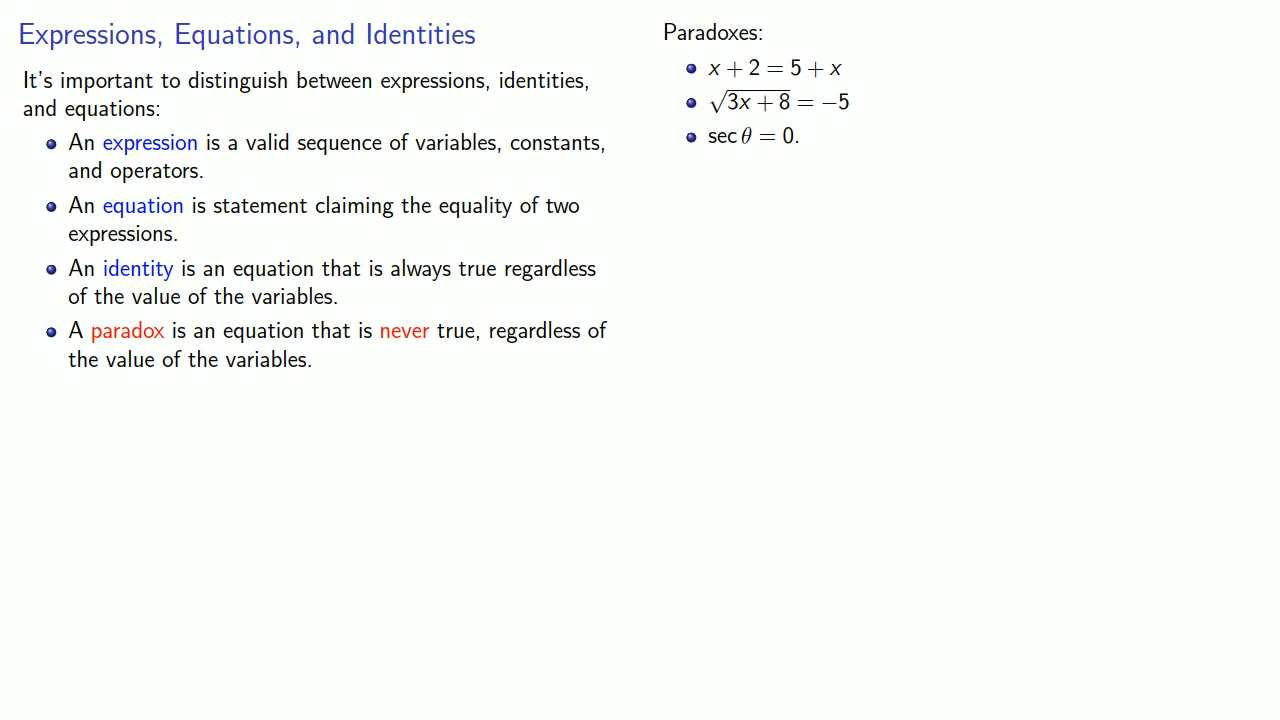 Expressions, Equations, and Identities
It's important to distinguish between expressions, identities,
and equations:
An expression is a valid sequence of variables, constants,
and operators.
An equation is statement claiming the equality of two
expressions.
An identity is an equation that is always true regardless
of the value of the variables.
A paradox is an equation that is never true, regardless of
the value of the variables.
Paradoxes:
x + 2 = 5 + x
√3x + 8 = −5
sec θ = 0.